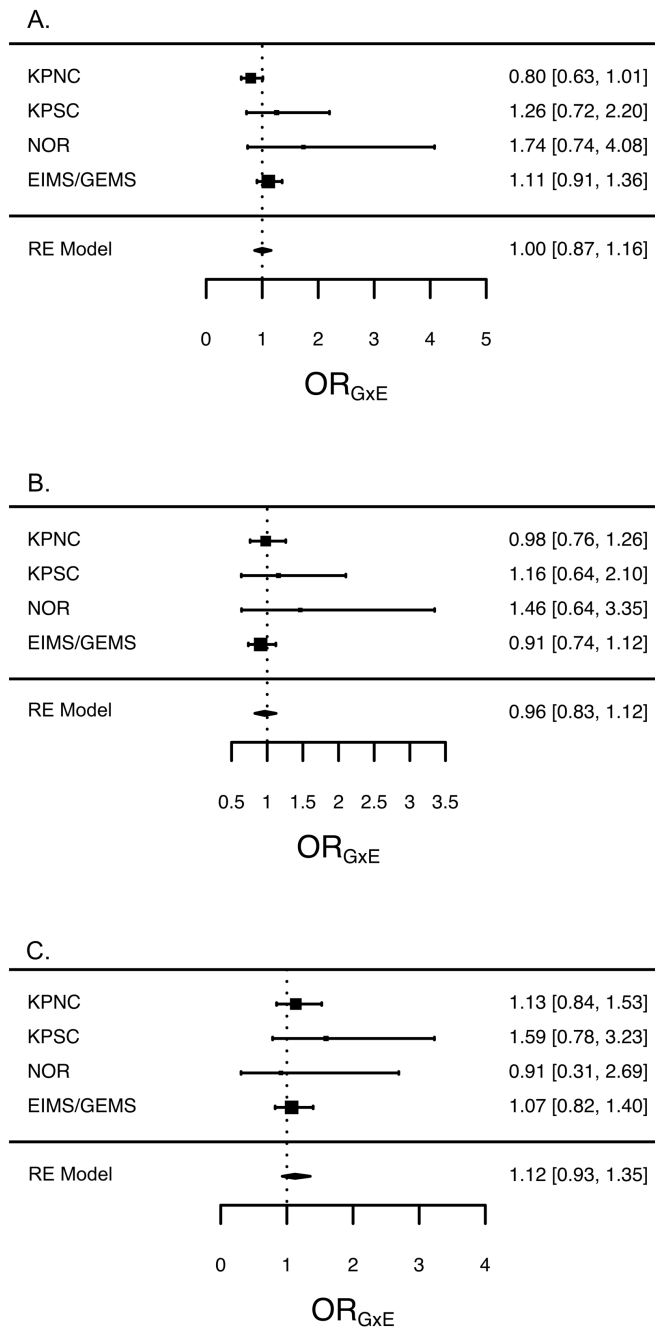 A.
KPNC 0.80 [0.63, 1.01]
KPSC 1.26 [0.72, 2.20]
NOR 1.74 [0.74, 4.08]
EIMS/GEMS 1.11 [0.91, 1.36]
RE Model 1.00 [0.87, 1.16]
0 1 2 3 4 5
OR GxE
B.
KPNC 0.98 [0.76, 1.26]
KPSC 1.16 [0.64, 2.10]
NOR 1.46 [0.64, 3.35]
EIMS/GEMS 0.91 [0.74, 1.12]
RE Model 0.96 [0.83, 1.12]
0.5 1 1.5 2 2.5 3 3.5
OR GxE
C.
KPNC 1.13 [0.84, 1.53]
KPSC 1.59 [0.78, 3.23]
NOR 0.91 [0.31, 2.69]
EIMS/GEMS 1.07 [0.82, 1.40]
RE Model 1.12 [0.93, 1.35]
0 1 2 3 4
OR GxE